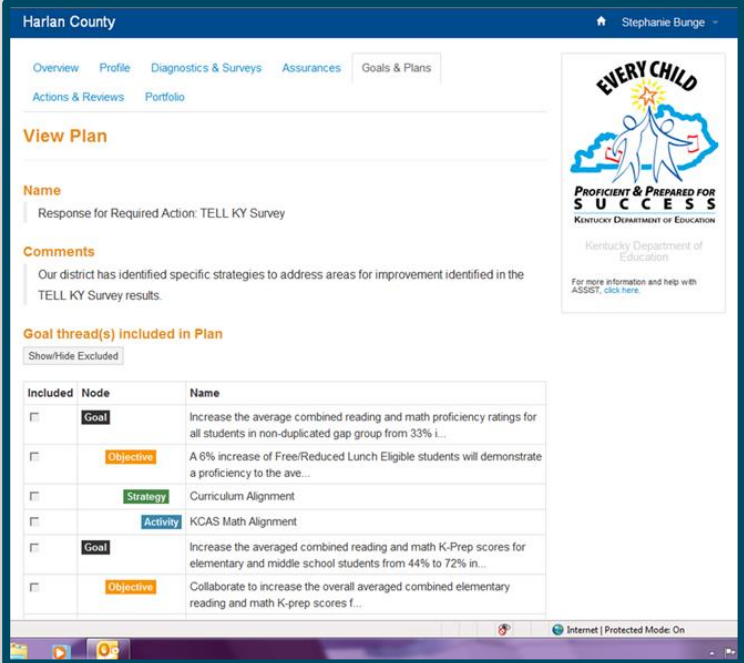 Harlan County
Stephanie Bunge
Overview Profile Diagnostics & Surveys Assurances Goals & Plans
Actions & Reviews Portfolio
View Plan
Name
Response for Required Action: TELL KY Survey
Comments
Our district has identified specific strategies to address areas for improvement identified in the
TELL KY Survey results.
Goal thread(s) included in Plan
Show/Hide Excluded
Included Node Name
Goal Increase the average combined reading and math proficiency ratings for
all students in non-duplicated gap group from 33% i...
Objective A 6% increase of Free/Reduced Lunch Eligible students will demonstrate
a proficiency to the ave...
Strategy Curriculum Alignment
Activity KCAS Math Alignment
Goal Increase the averaged combined reading and math K-Prep scores for
elementary and middle school students from 44% to 72% in...
Objective Collaborate to increase the overall averaged combined elementary
reading and math K-prep scores f...
EVERY CHILD
PROFICIENT & PREPARED FOR
SUCCESS
KENTUCKY DEPARTMENT OF EDUCATION
Kentucky Department of
Education
For more information and help with
ASSIST, click here.
Internet | Protected Mode: On